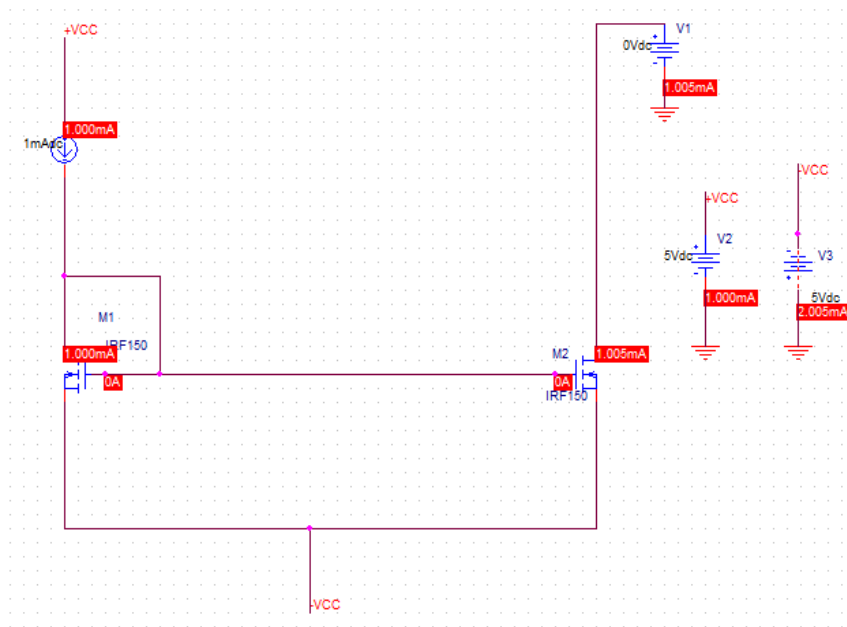 +VCC
V1
0Vdc
1.005mA
1.000mA
1mAdc
-VCC
+VCC
V2
5Vdc
V3
1.000mA
5Vdc
2.005mA
M1
IRF150
1.000mA
0A
M2
1.005mA
0A
IRF150
-VCC